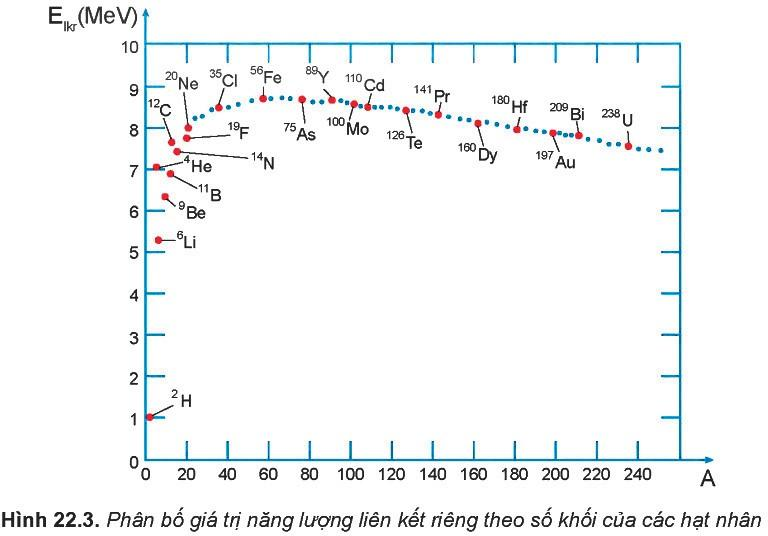 E_lkr (MeV)
10
9
8
7
6
5
4
3
2
1
0
²H
⁶Li
⁹Be
¹¹B
⁴He
¹⁴N
¹²C
¹⁹F
²⁰Ne
³⁵Cl
⁵⁶Fe
⁷⁵As
⁸⁹Y
¹⁰⁰Mo
¹¹⁰Cd
¹²⁶Te
¹⁴¹Pr
¹⁶⁰Dy
¹⁸⁰Hf
¹⁹⁷Au
²⁰⁹Bi
²³⁸U
0 20 40 60 80 100 120 140 160 180 200 220 240 A
Hình 22.3. Phân bố giá trị năng lượng liên kết riêng theo số khối của các hạt nhân